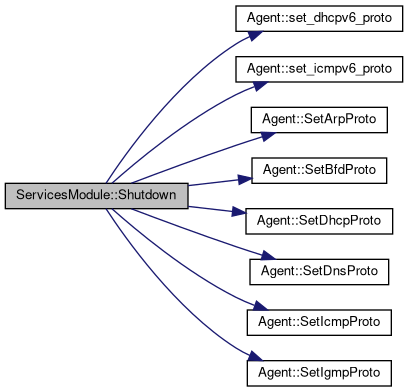 Agent::set_dhcpv6_proto
Agent::set_icmpv6_proto
Agent::SetArpProto
Agent::SetBfdProto
ServicesModule::Shutdown
Agent::SetDhcpProto
Agent::SetDnsProto
Agent::SetIcmpProto
Agent::SetIgmpProto